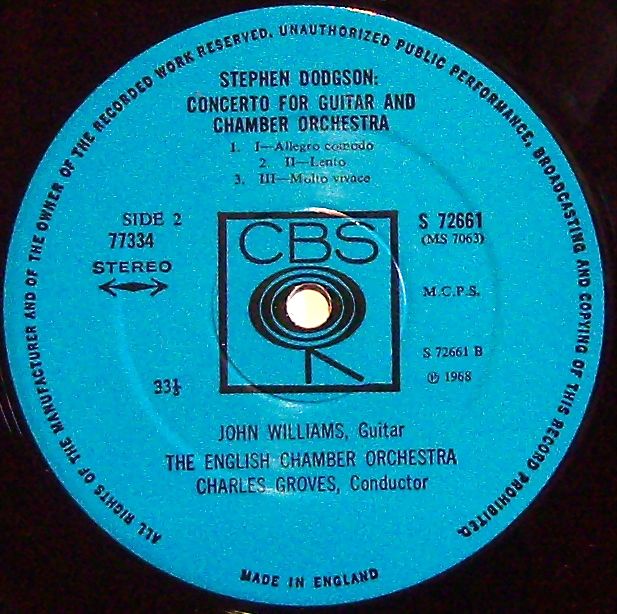 ALL RIGHTS OF THE MANUFACTURER AND OF THE OWNER OF THE RECORDED WORK RESERVED. UNAUTHORIZED PUBLIC PERFORMANCE, BROADCASTING AND COPYING OF THIS RECORD PROHIBITED.
STEPHEN DODGSON:
CONCERTO FOR GUITAR AND
CHAMBER ORCHESTRA
1. I—Allegro comodo
2. II—Lento
3. III—Molto vivace
SIDE 2
77334
STEREO
CBS
S 72661
(MS 7063)
M.C.P.S.
S 72661 B
℗ 1968
33⅓
JOHN WILLIAMS, Guitar
THE ENGLISH CHAMBER ORCHESTRA
CHARLES GROVES, Conductor
MADE IN ENGLAND